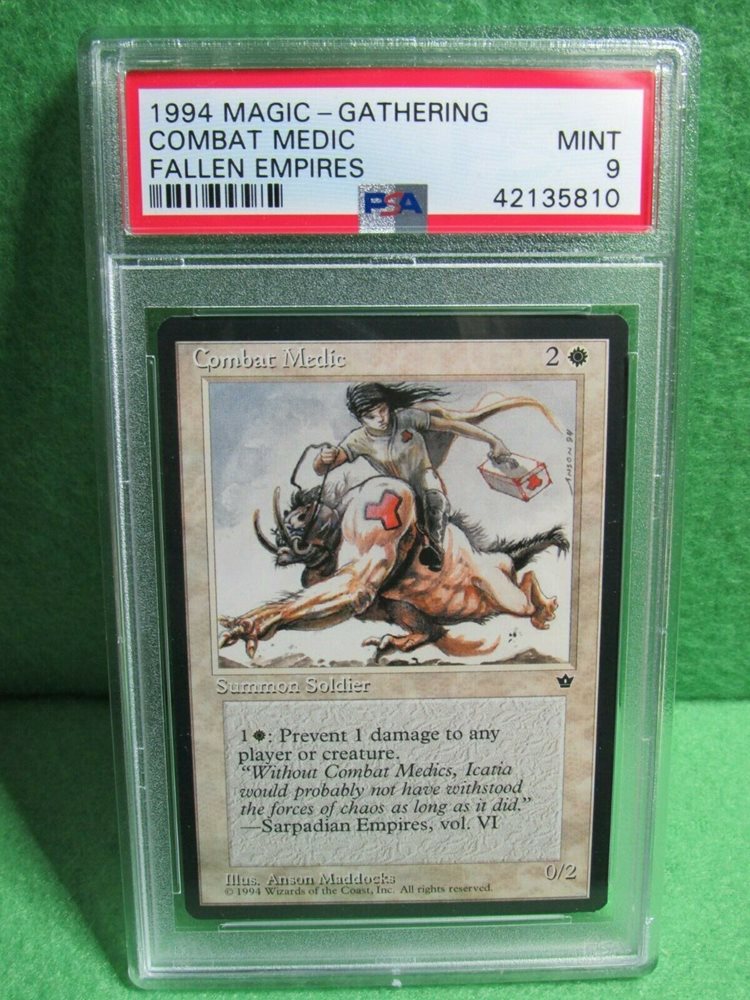 1994 MAGIC – GATHERING
COMBAT MEDIC MINT
FALLEN EMPIRES 9
PSA 42135810
Combat Medic 2
ANSON 94
Summon Soldier
1 : Prevent 1 damage to any
player or creature.
“Without Combat Medics, Icatia
would probably not have withstood
the forces of chaos as long as it did.”
—Sarpadian Empires, vol. VI
0/2
Illus. Anson Maddocks
© 1994 Wizards of the Coast, Inc. All rights reserved.